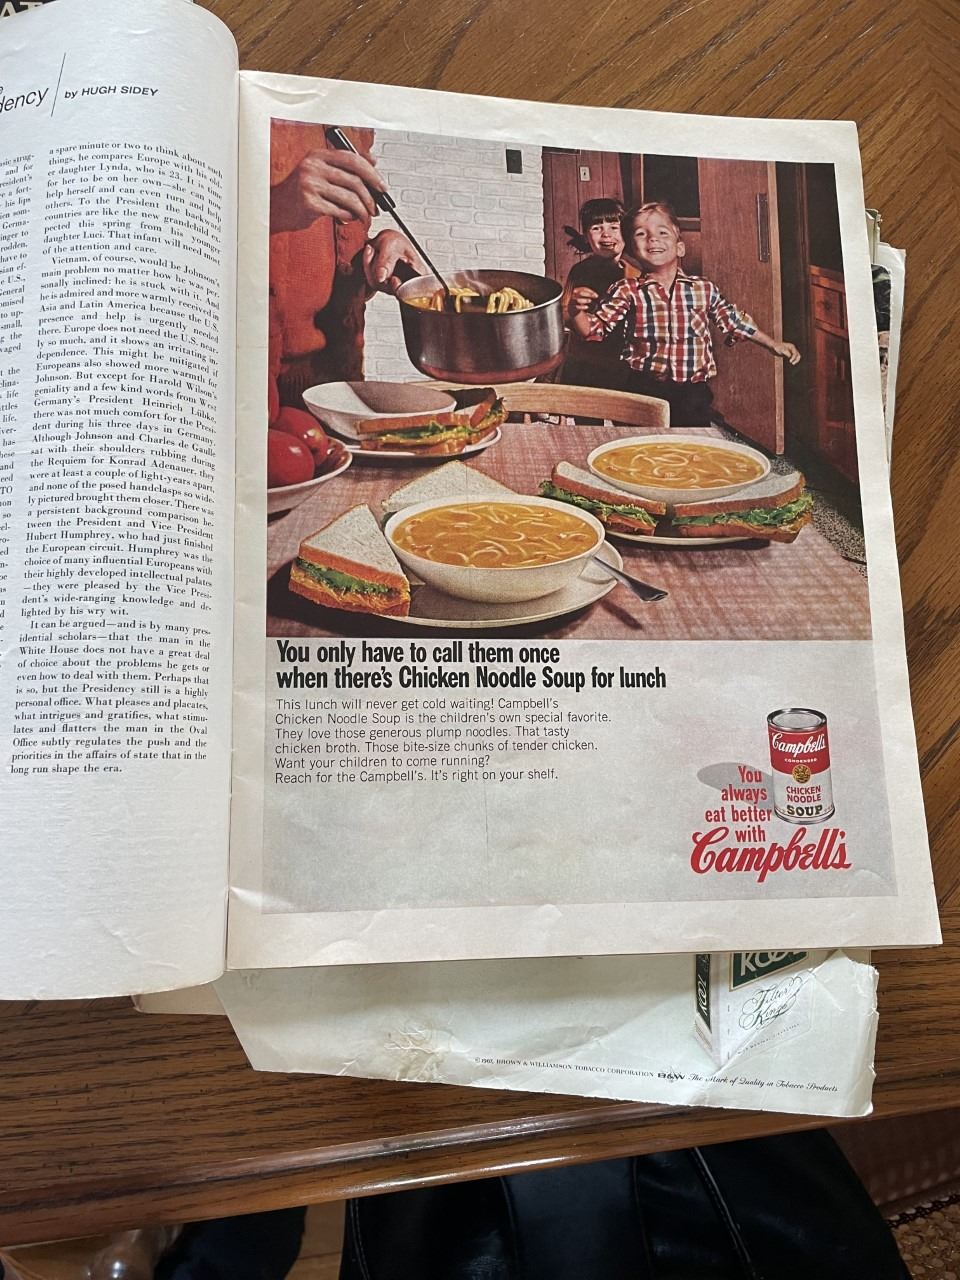 dency
by HUGH SIDEY
a spare minute or two to think about such
things, he compares Europe with his old-
er daughter Lynda, who is 23. It is time
for her to be on her own—she can now
help herself and can even turn and help
others. To the President the backward
countries are like the new grandchild ex-
pected this spring from his younger
daughter Luci. That infant will need most
of the attention and care.
Vietnam, of course, would be Johnson's
main problem no matter how he was per-
sonally inclined: he is stuck with it. And
he is admired and more warmly received in
Asia and Latin America because the U.S.
presence and help is urgently needed
there. Europe does not need the U.S. near-
ly so much, and it shows an irritating in-
dependence. This might be mitigated if
Europeans also showed more warmth for
Johnson. But except for Harold Wilson's
geniality and a few kind words from West
Germany's President Heinrich Lübke,
there was not much comfort for the Presi-
dent during his three days in Germany.
Although Johnson and Charles de Gaulle
sat with their shoulders rubbing during
the Requiem for Konrad Adenauer, they
were at least a couple of light-years apart,
and none of the posed handclasps so wide-
ly pictured brought them closer. There was
a persistent background comparison be-
tween the President and Vice President
Hubert Humphrey, who had just finished
the European circuit. Humphrey was the
choice of many influential Europeans with
their highly developed intellectual palates
—they were pleased by the Vice Presi-
dent's wide-ranging knowledge and de-
lighted by his wry wit.
It can be argued—and is by many pres-
idential scholars—that the man in the
White House does not have a great deal
of choice about the problems he gets or
even how to deal with them. Perhaps that
is so, but the Presidency still is a highly
personal office. What pleases and placates,
what intrigues and gratifies, what stimu-
lates and flatters the man in the Oval
Office subtly regulates the push and the
priorities in the affairs of state that in the
long run shape the era.
You only have to call them once
when there's Chicken Noodle Soup for lunch
This lunch will never get cold waiting! Campbell's
Chicken Noodle Soup is the children's own special favorite.
They love those generous plump noodles. That tasty
chicken broth. Those bite-size chunks of tender chicken.
Want your children to come running?
Reach for the Campbell's. It's right on your shelf.
Campbell's
CONDENSED
CHICKEN
NOODLE
SOUP
You
always
eat better
with
Campbell's
KOOL
KOOL
Filter
Kings
©1967, BROWN & WILLIAMSON TOBACCO CORPORATION B&W The Mark of Quality in Tobacco Products